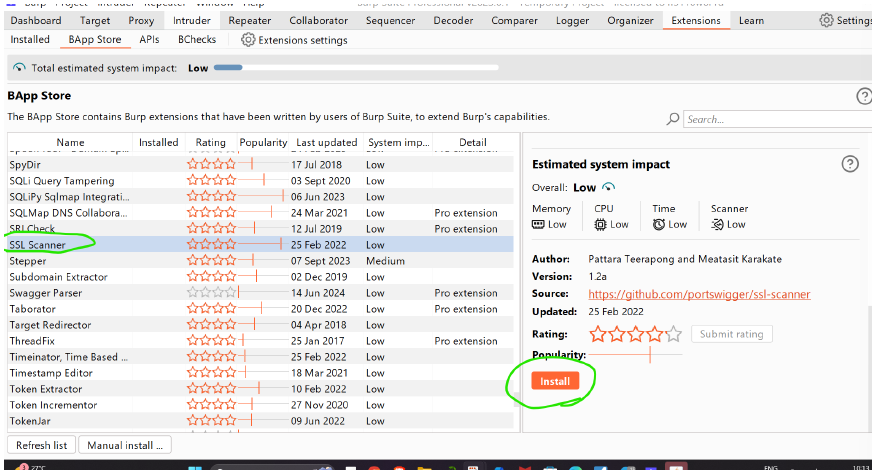 Dashboard Target Proxy Intruder Repeater Collaborator Sequencer Decoder Comparer Logger Organizer Extensions Learn Settings
Installed BApp Store APIs BChecks Extensions settings
Total estimated system impact: Low
BApp Store
The BApp Store contains Burp extensions that have been written by users of Burp Suite, to extend Burp's capabilities.
Search...
Name Installed Rating Popularity Last updated System imp... Detail
SpyDir 17 Jul 2018 Low
SQLi Query Tampering 03 Sept 2020 Low
SQLiPy Sqlmap Integrati... 06 Jun 2023 Low
SQLMap DNS Collabora... 24 Mar 2021 Low Pro extension
SRI Check 12 Jul 2019 Low Pro extension
SSL Scanner 25 Feb 2022 Low
Stepper 07 Sept 2023 Medium
Subdomain Extractor 02 Dec 2019 Low
Swagger Parser 14 Jun 2024 Low Pro extension
Taborator 20 Dec 2022 Low Pro extension
Target Redirector 04 Apr 2018 Low
ThreadFix 25 Jan 2017 Low Pro extension
Timeinator, Time Based ... 25 Feb 2022 Low
Timestamp Editor 18 Mar 2021 Low
Token Extractor 10 Feb 2022 Low
Token Incrementor 27 Nov 2020 Low
TokenJar 09 Jun 2022 Low
Estimated system impact
Overall: Low
Memory CPU Time Scanner
Low Low Low Low
Author: Pattara Teerapong and Meatasit Karakate
Version: 1.2a
Source: https://github.com/portswigger/ssl-scanner
Updated: 25 Feb 2022
Rating: Submit rating
Popularity:
Install
Refresh list Manual install ...
27°C ENG 10:13